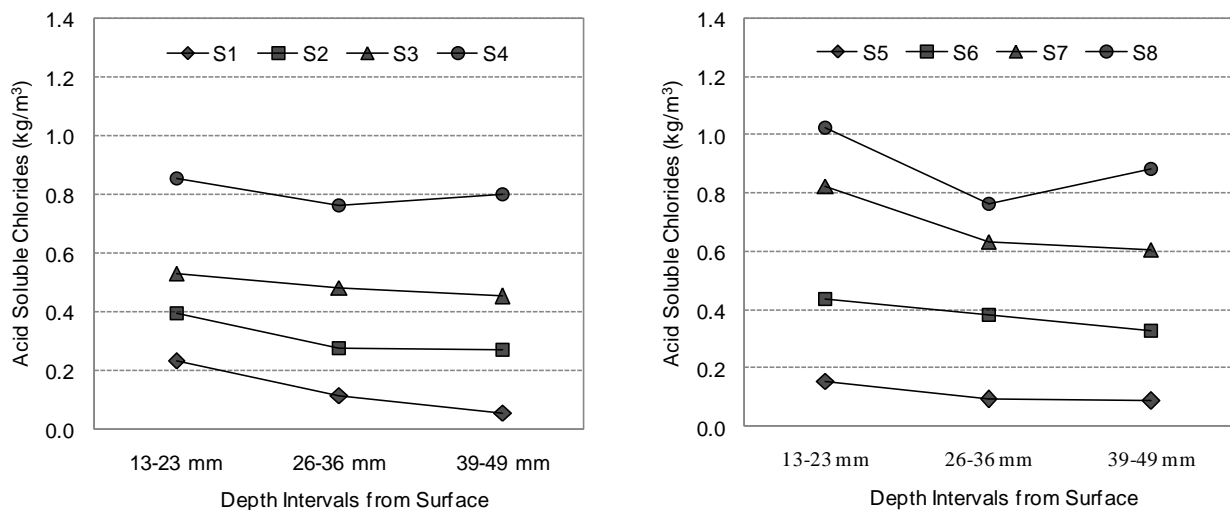 1.4
1.2
1.0
0.8
0.6
0.4
0.2
0.0
Acid Soluble Chlorides (kg/m³)
S1 S2 S3 S4
13-23 mm 26-36 mm 39-49 mm
Depth Intervals from Surface
1.4
1.2
1.0
0.8
0.6
0.4
0.2
0.0
Acid Soluble Chlorides (kg/m³)
S5 S6 S7 S8
13-23 mm 26-36 mm 39-49 mm
Depth Intervals from Surface